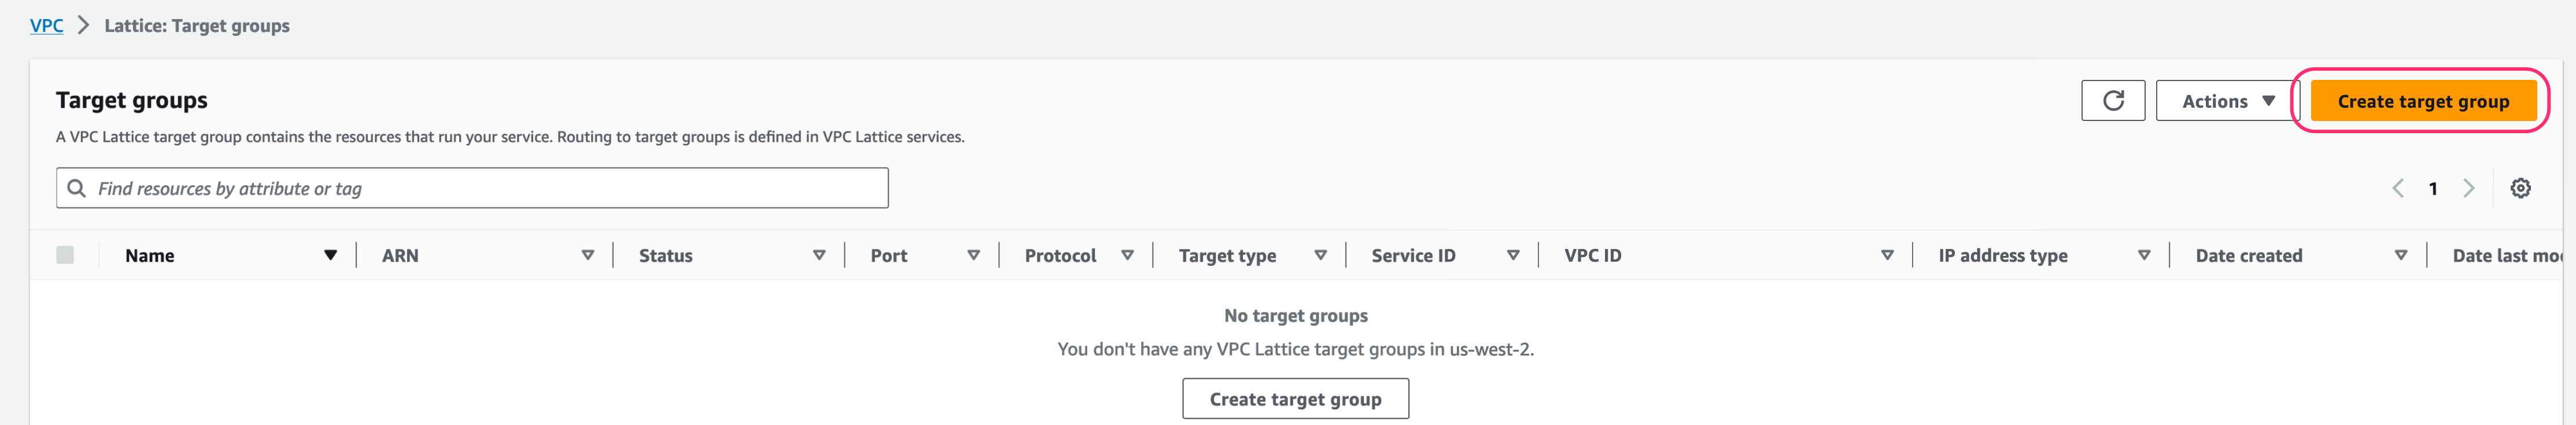 VPC > Lattice: Target groups
Target groups
Actions
Create target group
A VPC Lattice target group contains the resources that run your service. Routing to target groups is defined in VPC Lattice services.
Find resources by attribute or tag
1
Name ARN Status Port Protocol Target type Service ID VPC ID IP address type Date created Date last mo
No target groups
You don't have any VPC Lattice target groups in us-west-2.
Create target group